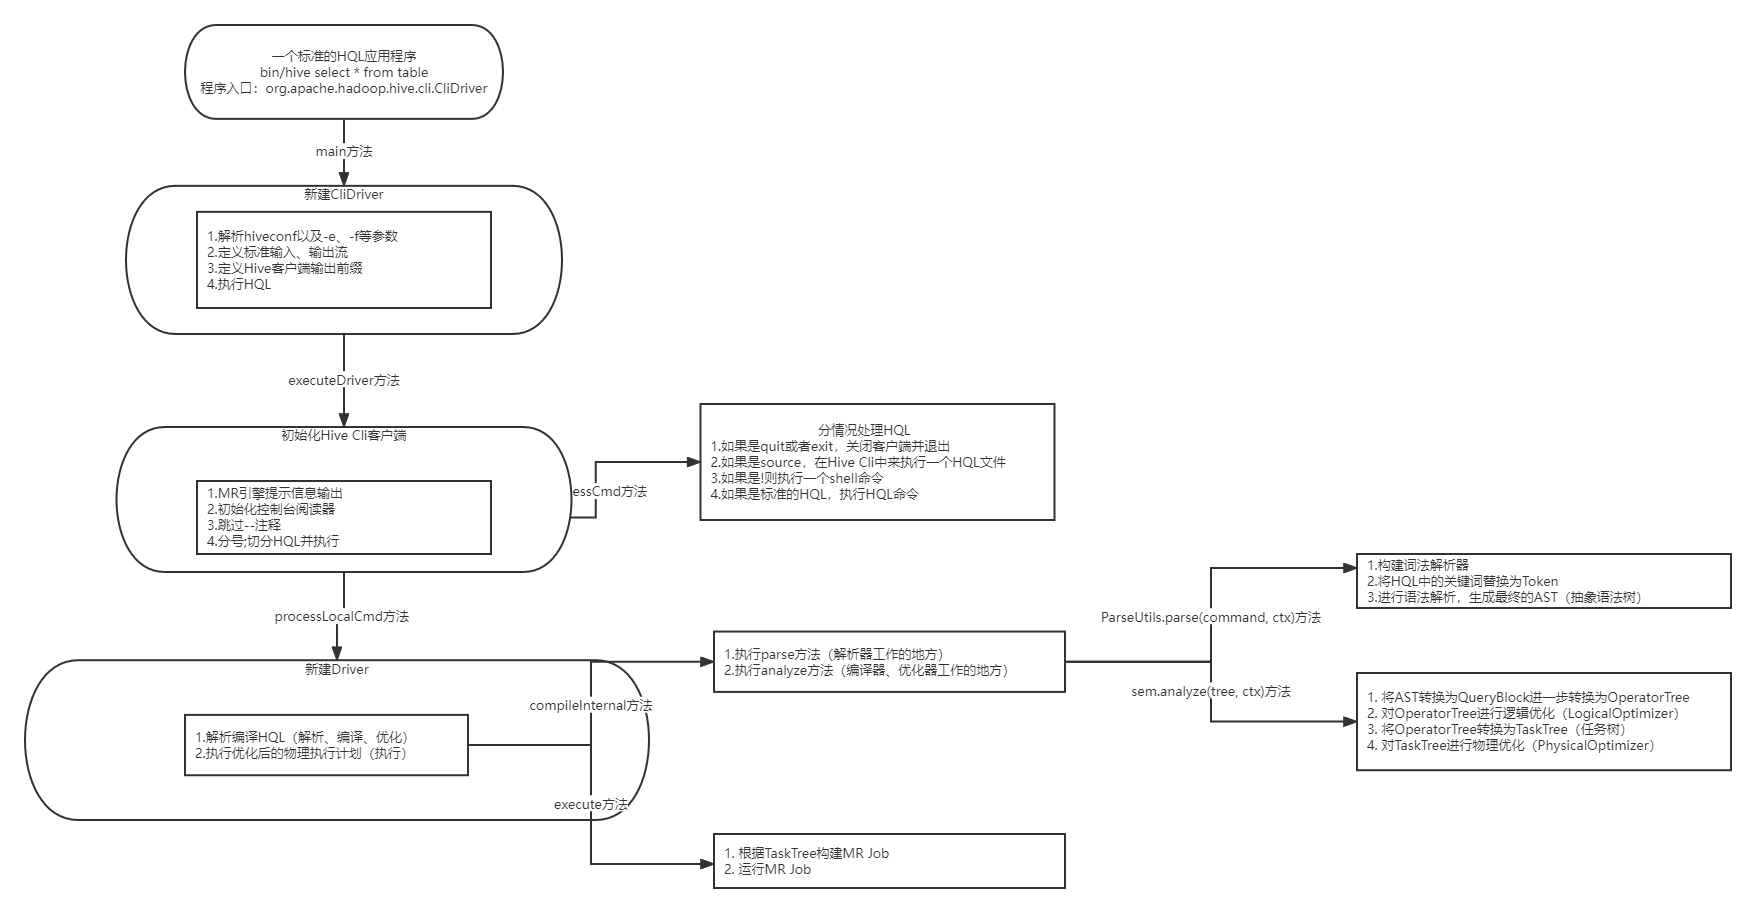 一个标准的HQL应用程序
bin/hive select * from table
程序入口：org.apache.hadoop.hive.cli.CliDriver
main方法
新建CliDriver
1.解析hiveconf以及-e、-f等参数
2.定义标准输入、输出流
3.定义Hive客户端输出前缀
4.执行HQL
executeDriver方法
初始化Hive Cli客户端
1.MR引擎提示信息输出
2.初始化控制台阅读器
3.跳过--注释
4.分号;切分HQL并执行
essCmd方法
分情况处理HQL
1.如果是quit或者exit，关闭客户端并退出
2.如果是source，在Hive Cli中来执行一个HQL文件
3.如果是!则执行一个shell命令
4.如果是标准的HQL，执行HQL命令
processLocalCmd方法
新建Driver
1.解析编译HQL（解析、编译、优化）
2.执行优化后的物理执行计划（执行）
compileInternal方法
1.执行parse方法（解析器工作的地方）
2.执行analyze方法（编译器、优化器工作的地方）
ParseUtils.parse(command, ctx)方法
1.构建词法解析器
2.将HQL中的关键词替换为Token
3.进行语法解析，生成最终的AST（抽象语法树）
sem.analyze(tree, ctx)方法
1. 将AST转换为QueryBlock进一步转换为OperatorTree
2. 对OperatorTree进行逻辑优化（LogicalOptimizer）
3. 将OperatorTree转换为TaskTree（任务树）
4. 对TaskTree进行物理优化（PhysicalOptimizer）
execute方法
1. 根据TaskTree构建MR Job
2. 运行MR Job